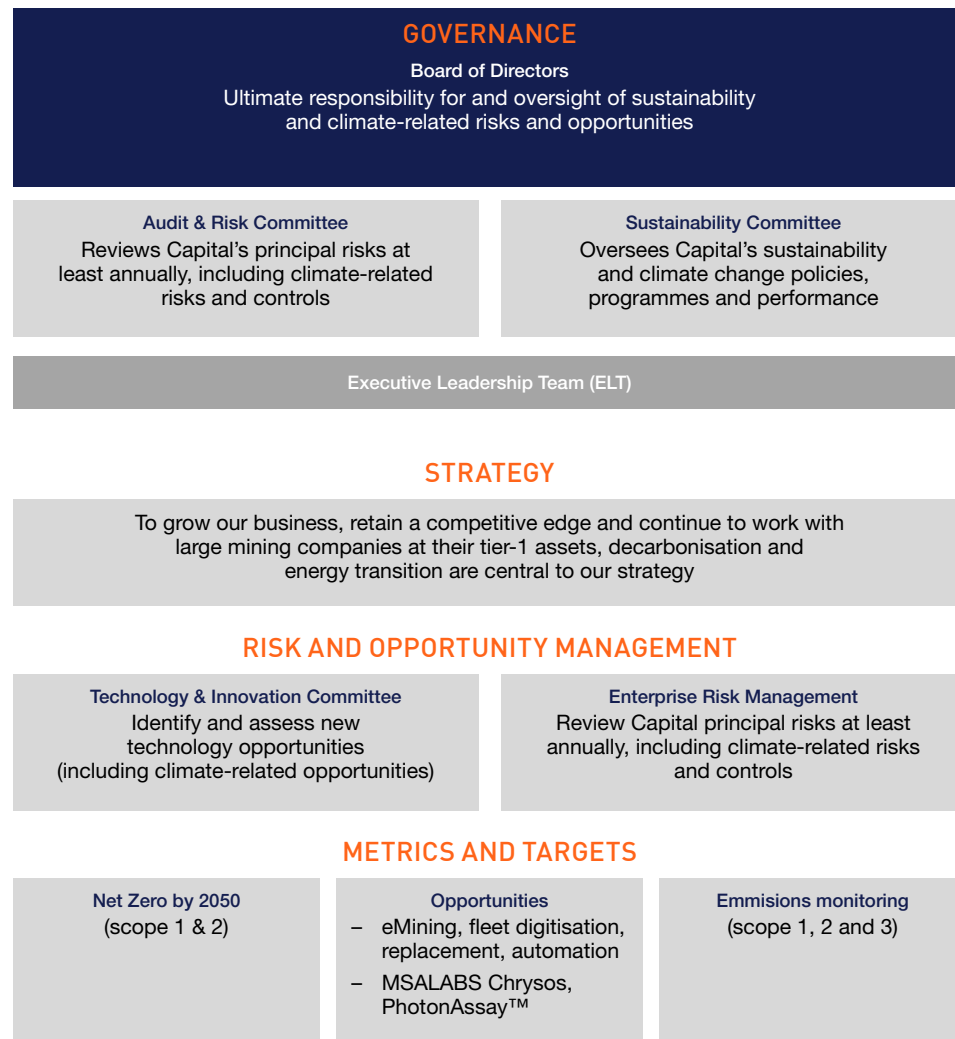 GOVERNANCE
Board of Directors
Ultimate responsibility for and oversight of sustainability
and climate-related risks and opportunities
Audit & Risk Committee
Reviews Capital’s principal risks at
least annually, including climate-related
risks and controls
Sustainability Committee
Oversees Capital’s sustainability
and climate change policies,
programmes and performance
Executive Leadership Team (ELT)
STRATEGY
To grow our business, retain a competitive edge and continue to work with
large mining companies at their tier-1 assets, decarbonisation and
energy transition are central to our strategy
RISK AND OPPORTUNITY MANAGEMENT
Technology & Innovation Committee
Identify and assess new
technology opportunities
(including climate-related opportunities)
Enterprise Risk Management
Review Capital principal risks at least
annually, including climate-related risks
and controls
METRICS AND TARGETS
Net Zero by 2050
(scope 1 & 2)
Opportunities
– eMining, fleet digitisation,
replacement, automation
– MSALABS Chrysos,
PhotonAssay™
Emmisions monitoring
(scope 1, 2 and 3)